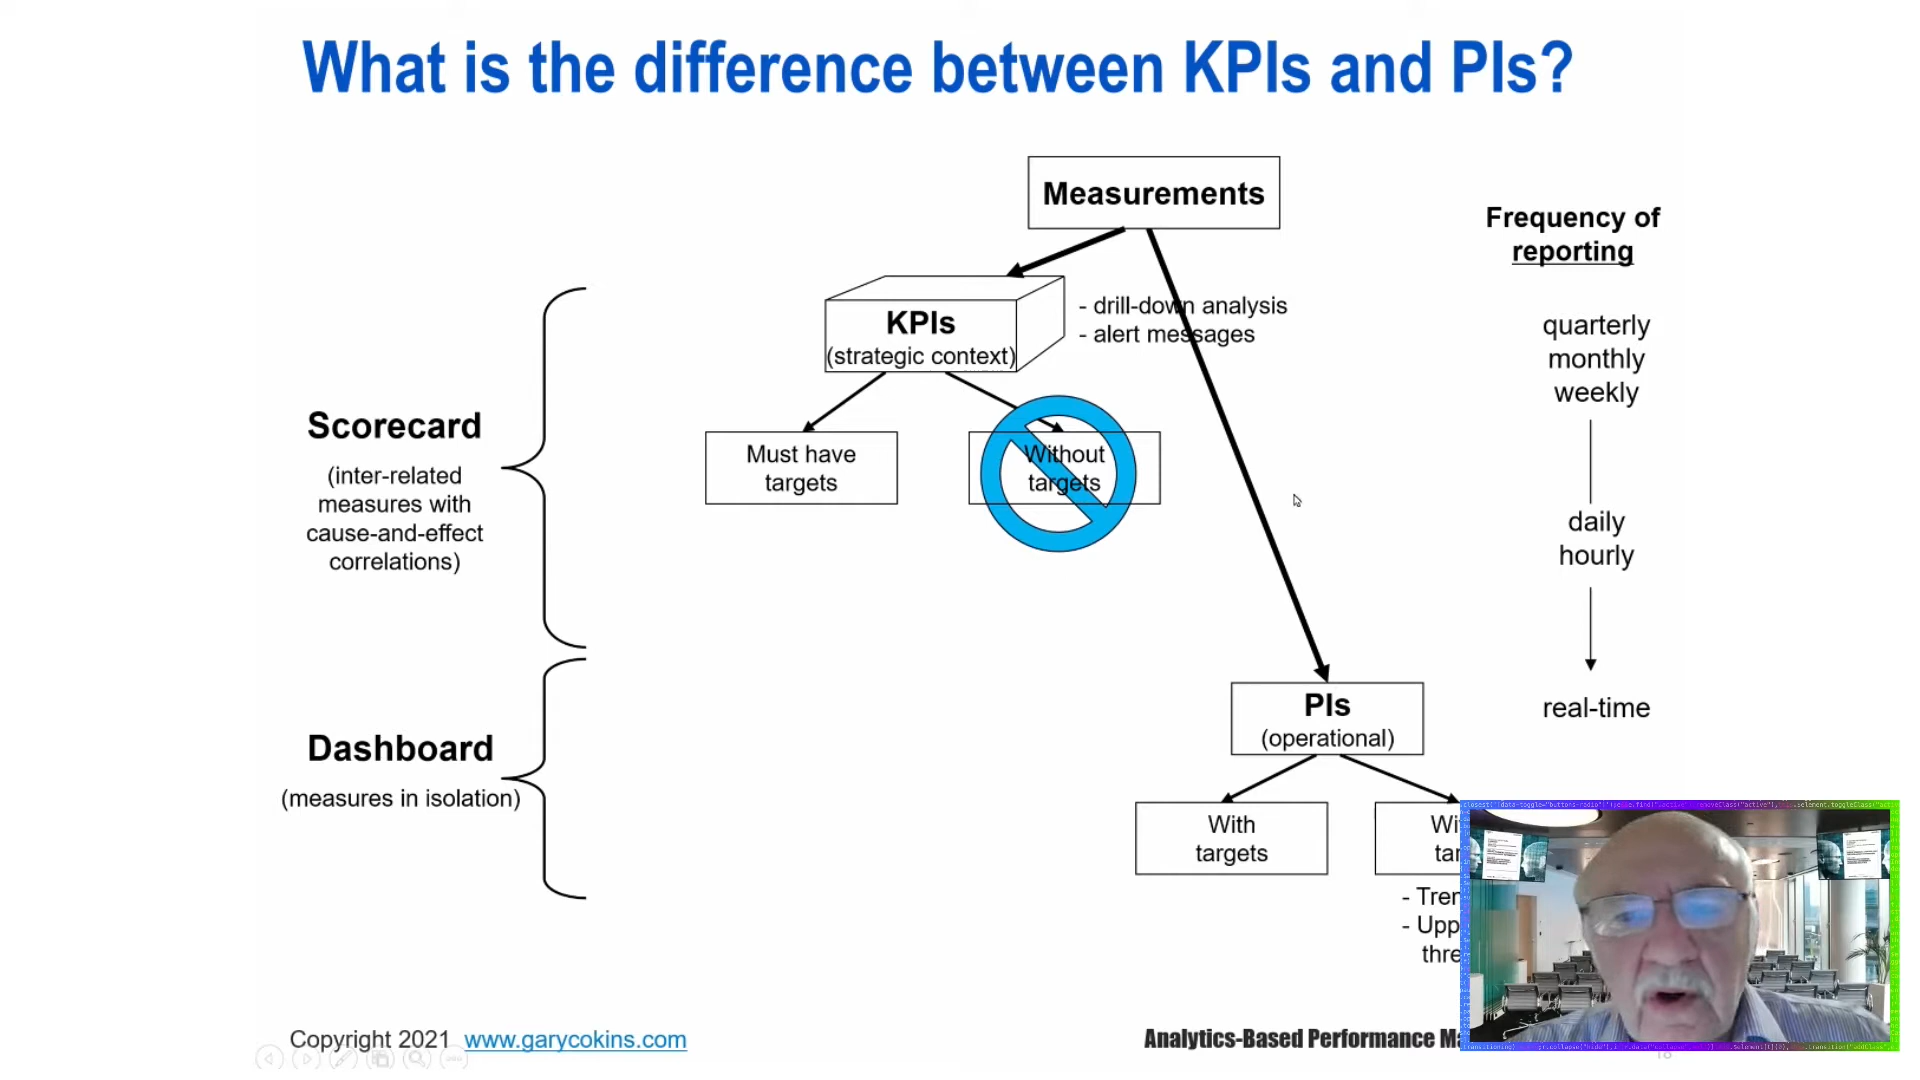 What is the difference between KPIs and PIs?
Measurements
Frequency of
reporting
KPIs
(strategic context)
- drill-down analysis
- alert messages
quarterly
monthly
weekly
Scorecard
(inter-related
measures with
cause-and-effect
correlations)
Must have
targets
Without
targets
daily
hourly
PIs
(operational)
real-time
Dashboard
(measures in isolation)
With
targets
Copyright 2021 www.garycokins.com
Analytics-Based Performance